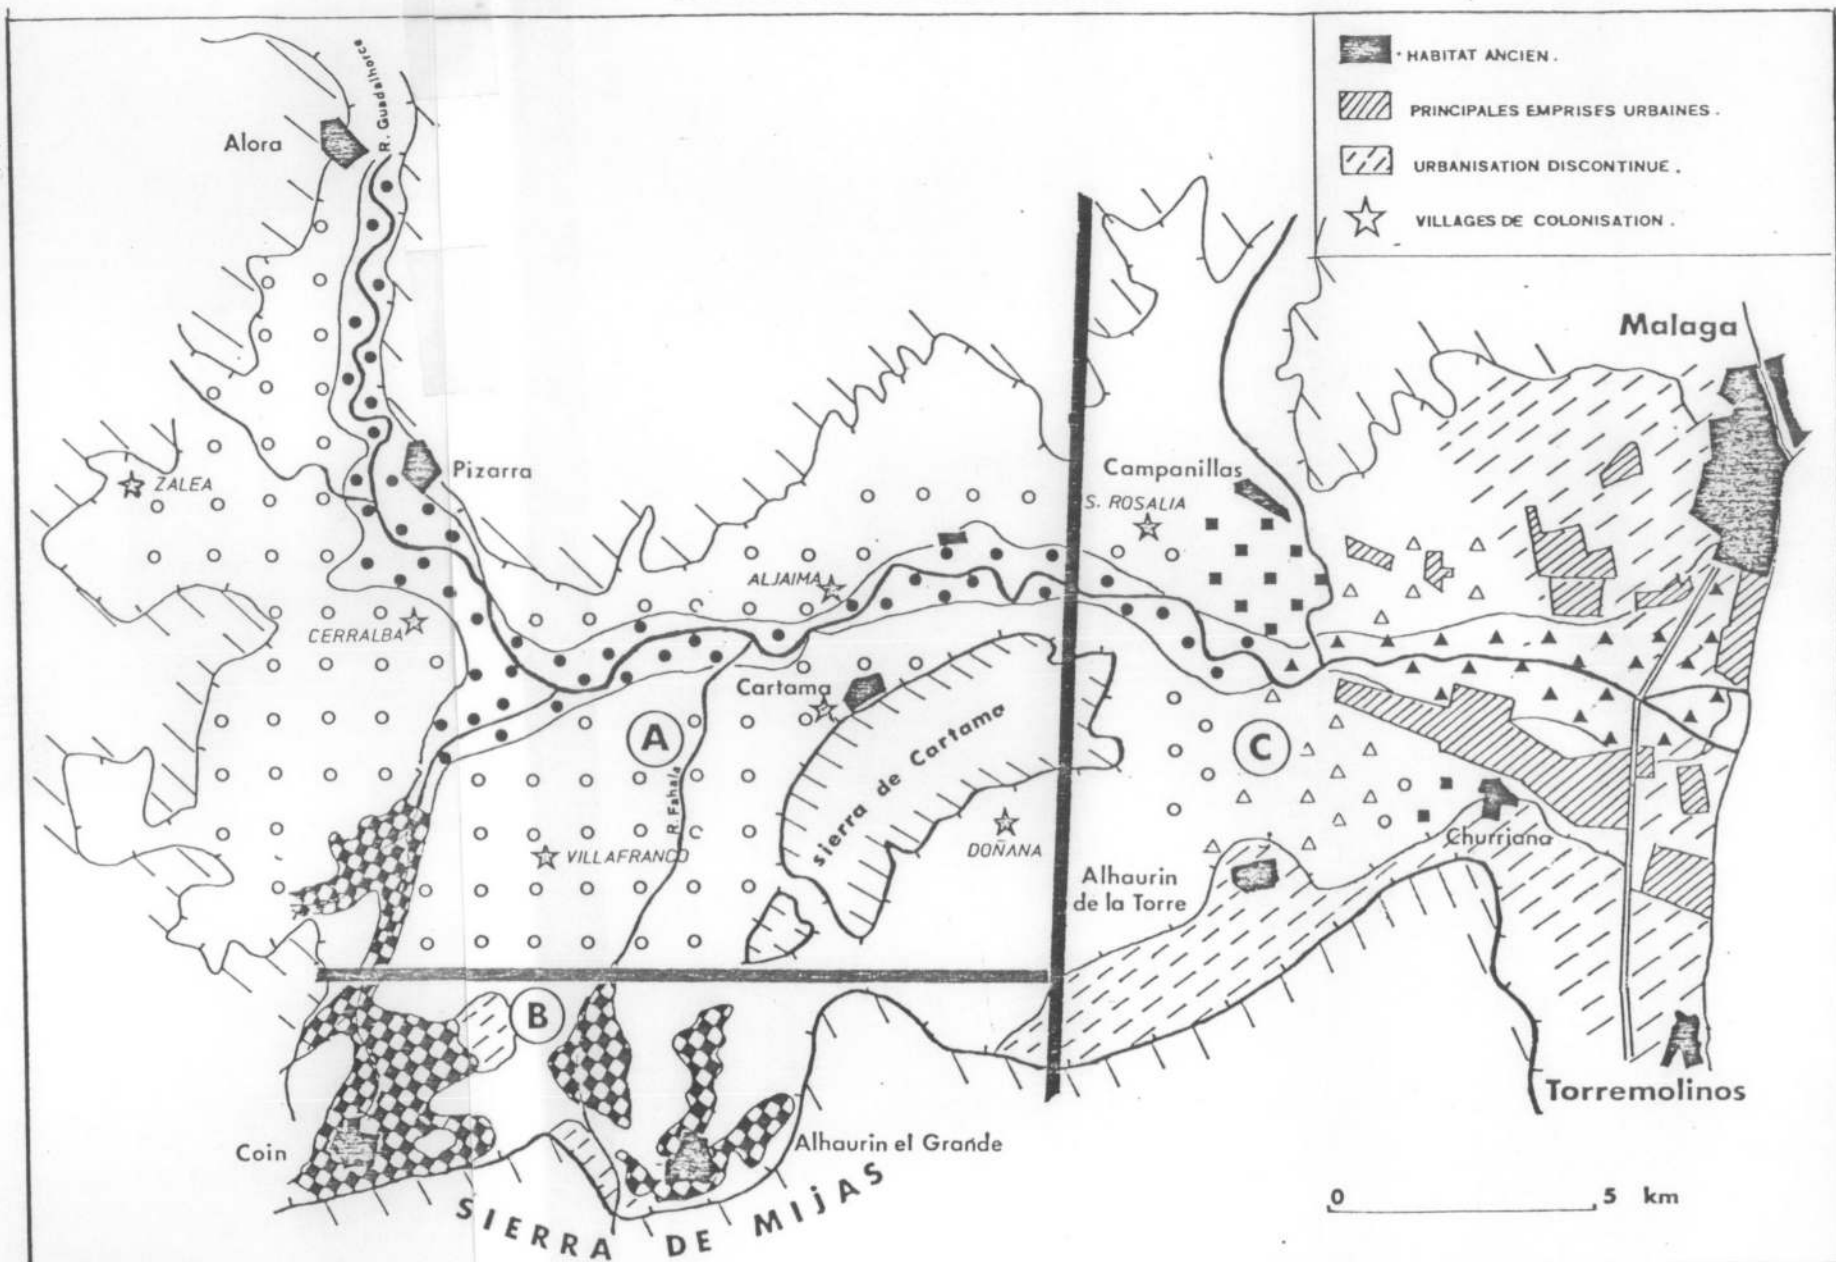 HABITAT ANCIEN.
PRINCIPALES EMPRISES URBAINES.
URBANISATION DISCONTINUE.
VILLAGES DE COLONISATION.
R. Guadalhorce
Alora
Malaga
Pizarra
ZALEA
Campanillas
S. ROSALIA
ALJAIMA
CERRALBA
Cartama
A
sierra de Cartama
C
R. Fahala
VILLAFRANCO
DOÑANA
Churriana
Alhaurin
de la Torre
B
Torremolinos
Coin
Alhaurin el Grande
SIERRA DE MIJAS
0 5 km